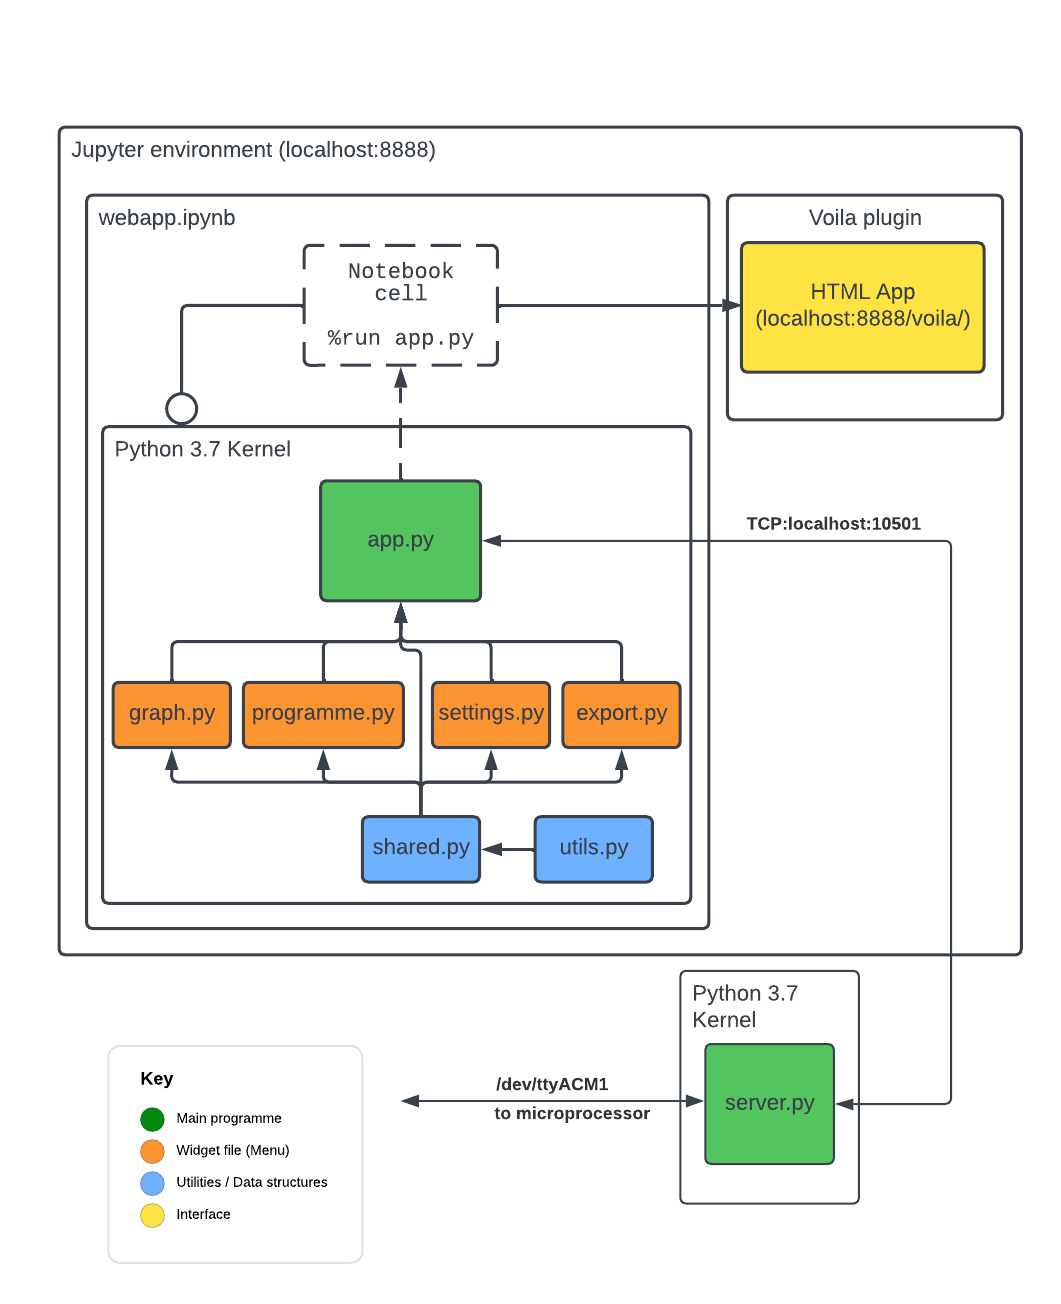 Jupyter environment (localhost:8888)
webapp.ipynb
Voila plugin
Notebook
cell
%run app.py
HTML App
(localhost:8888/voila/)
Python 3.7 Kernel
app.py
TCP:localhost:10501
graph.py
programme.py
settings.py
export.py
shared.py
utils.py
Python 3.7
Kernel
server.py
/dev/ttyACM1
to microprocessor
Key
Main programme
Widget file (Menu)
Utilities / Data structures
Interface